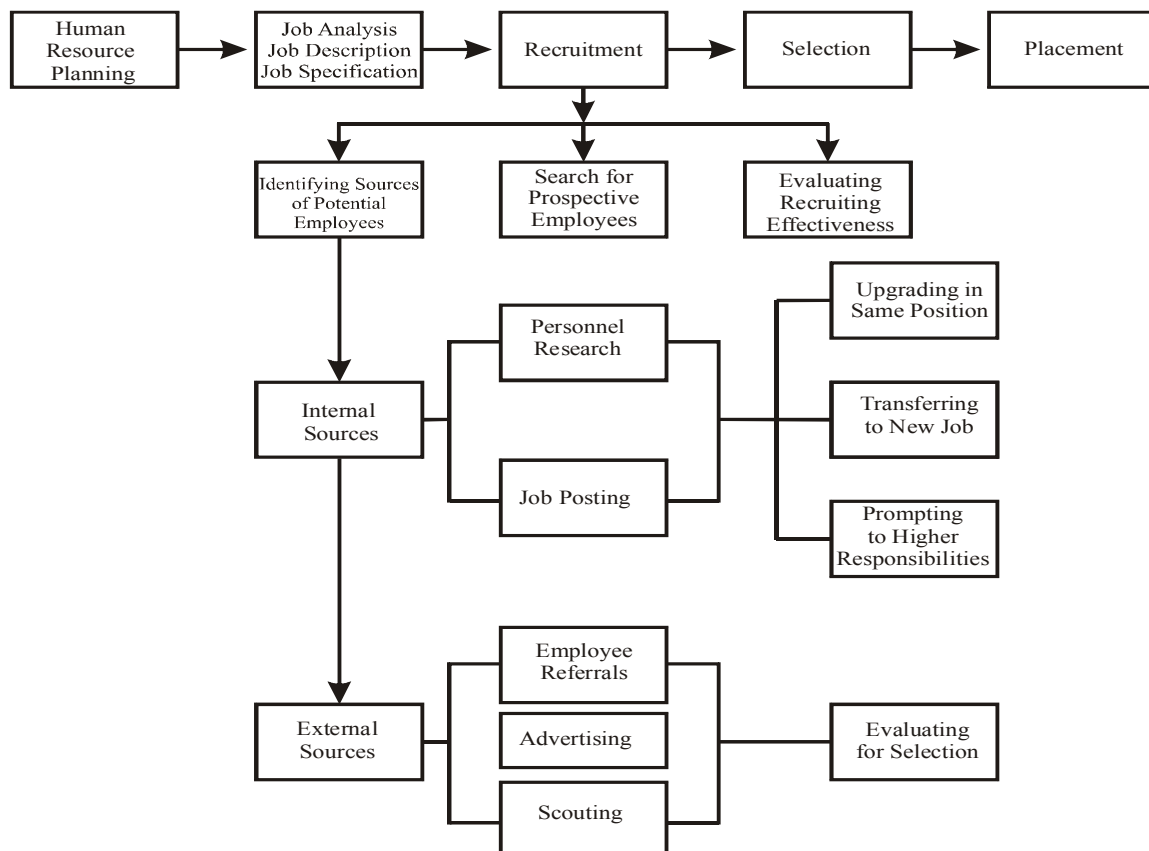 Human
Resource
Planning
Job Analysis
Job Description
Job Specification
Recruitment
Selection
Placement
Identifying Sources
of Potential
Employees
Search for
Prospective
Employees
Evaluating
Recruiting
Effectiveness
Internal
Sources
Personnel
Research
Job Posting
Upgrading in
Same Position
Transferring
to New Job
Prompting
to Higher
Responsibilities
External
Sources
Employee
Referrals
Advertising
Scouting
Evaluating
for Selection